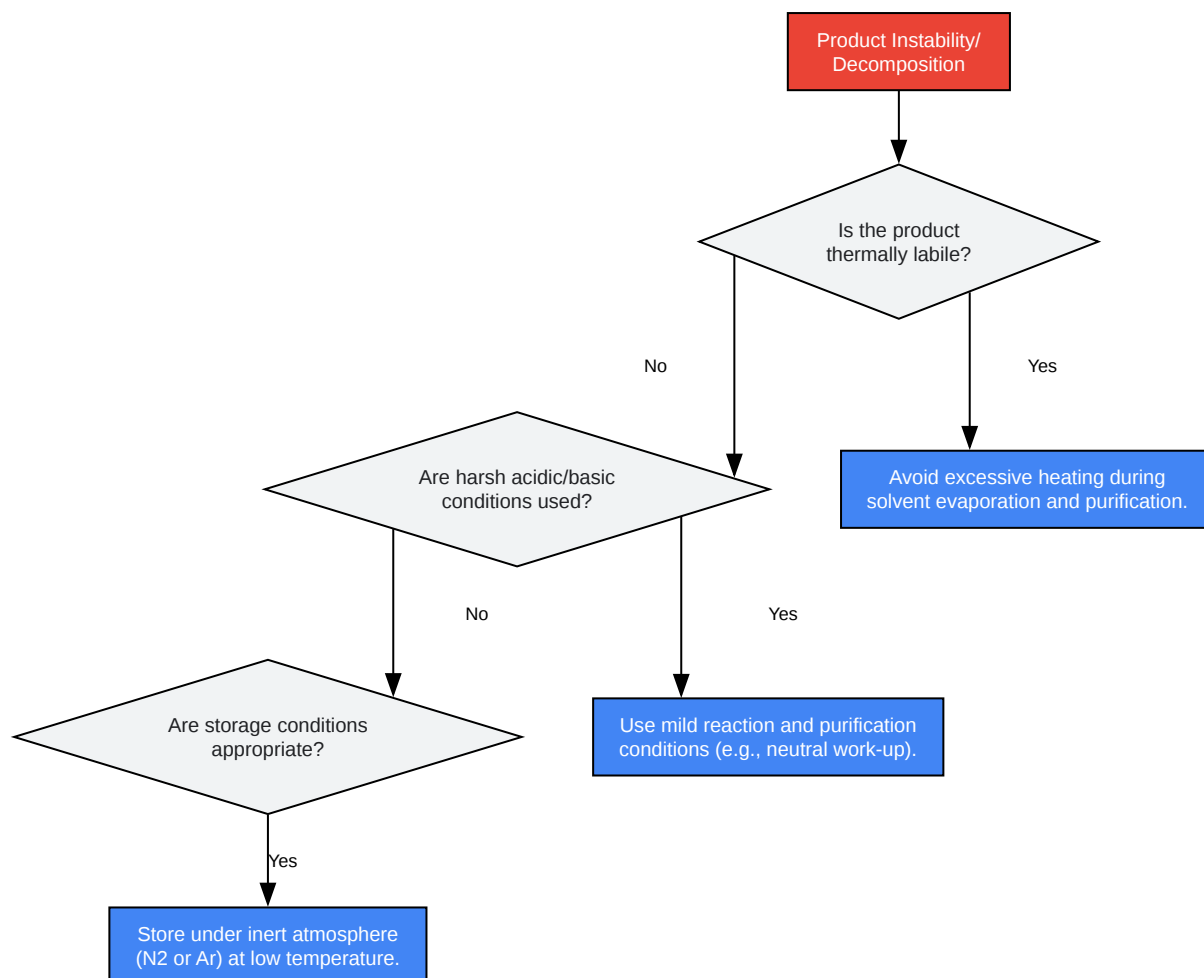 Product Instability/
Decomposition
Is the product
thermally labile?
No
Yes
Are harsh acidic/basic
conditions used?
Avoid excessive heating during
solvent evaporation and purification.
No
Yes
Are storage conditions
appropriate?
Use mild reaction and purification
conditions (e.g., neutral work-up).
Yes
Store under inert atmosphere
(N2 or Ar) at low temperature.